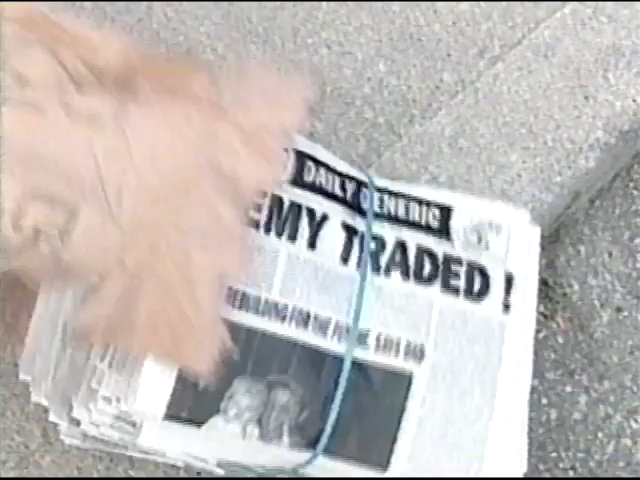 DAILY GENERIC
EMY TRADED !
REBUILDING FOR THE FUTURE, SAYS DAD